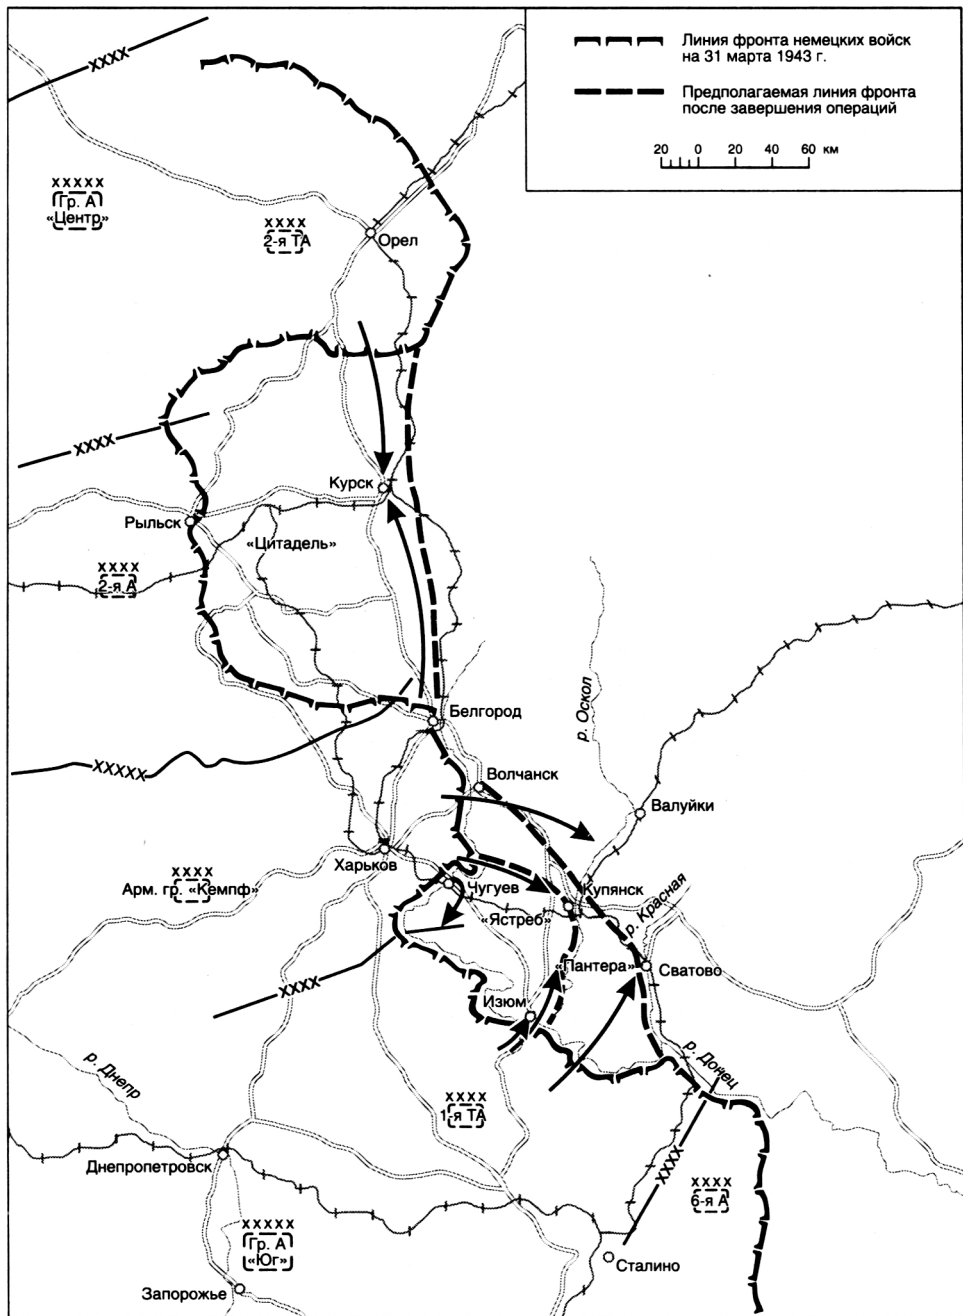 Линия фронта немецких войск
на 31 марта 1943 г.
Предполагаемая линия фронта
после завершения операций
20 0 20 40 60 км
XXXX
XXXXX
Гр. А
«Центр»
XXXX
2-я ТА
Орел
XXXX
Курск
Рыльск
«Цитадель»
XXXX
2-я А
р. Оскол
Белгород
XXXXX
Волчанск
Валуйки
Харьков
XXXX
Арм. гр. «Кемпф»
Чугуев
Купянск
«Ястреб»
р. Красная
«Пантера»
Сватово
XXXX
Изюм
р. Днепр
р. Донец
XXXX
1-я ТА
Днепропетровск
XXXX
XXXX
6-я А
XXXXX
Гр. А
«Юг»
Сталино
Запорожье